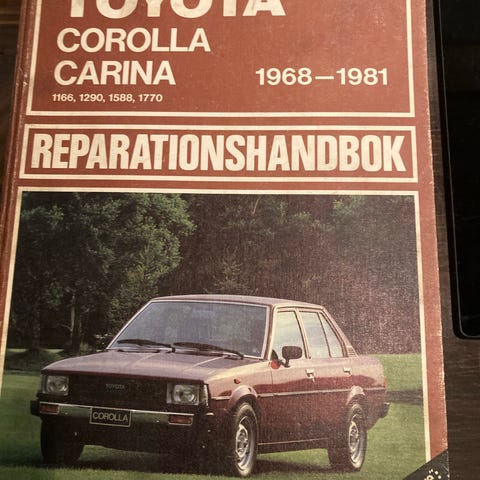 TOYOTA
COROLLA
CARINA 1968–1981
1166, 1290, 1588, 1770
REPARATIONSHANDBOK
TOYOTA
COROLLA